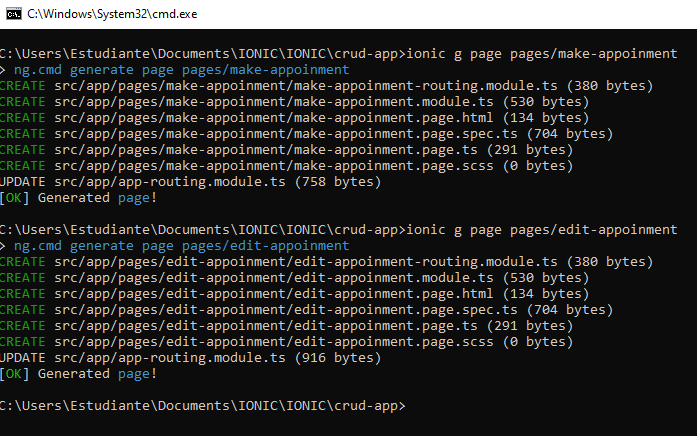 C:\Windows\System32\cmd.exe
C:\Users\Estudiante\Documents\IONIC\IONIC\crud-app>ionic g page pages/make-appoinment
> ng.cmd generate page pages/make-appoinment
CREATE src/app/pages/make-appoinment/make-appoinment-routing.module.ts (380 bytes)
CREATE src/app/pages/make-appoinment/make-appoinment.module.ts (530 bytes)
CREATE src/app/pages/make-appoinment/make-appoinment.page.html (134 bytes)
CREATE src/app/pages/make-appoinment/make-appoinment.page.spec.ts (704 bytes)
CREATE src/app/pages/make-appoinment/make-appoinment.page.ts (291 bytes)
CREATE src/app/pages/make-appoinment/make-appoinment.page.scss (0 bytes)
UPDATE src/app/app-routing.module.ts (758 bytes)
[OK] Generated page!
C:\Users\Estudiante\Documents\IONIC\IONIC\crud-app>ionic g page pages/edit-appoinment
> ng.cmd generate page pages/edit-appoinment
CREATE src/app/pages/edit-appoinment/edit-appoinment-routing.module.ts (380 bytes)
CREATE src/app/pages/edit-appoinment/edit-appoinment.module.ts (530 bytes)
CREATE src/app/pages/edit-appoinment/edit-appoinment.page.html (134 bytes)
CREATE src/app/pages/edit-appoinment/edit-appoinment.page.spec.ts (704 bytes)
CREATE src/app/pages/edit-appoinment/edit-appoinment.page.ts (291 bytes)
CREATE src/app/pages/edit-appoinment/edit-appoinment.page.scss (0 bytes)
UPDATE src/app/app-routing.module.ts (916 bytes)
[OK] Generated page!
C:\Users\Estudiante\Documents\IONIC\IONIC\crud-app>